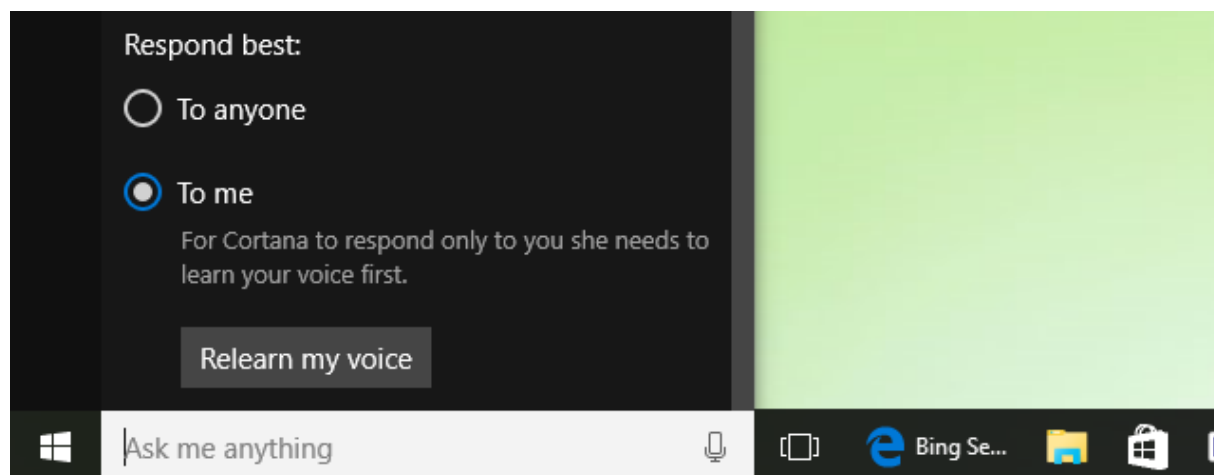 Respond best:
To anyone
To me
For Cortana to respond only to you she needs to
learn your voice first.
Relearn my voice
Ask me anything
Bing Se...